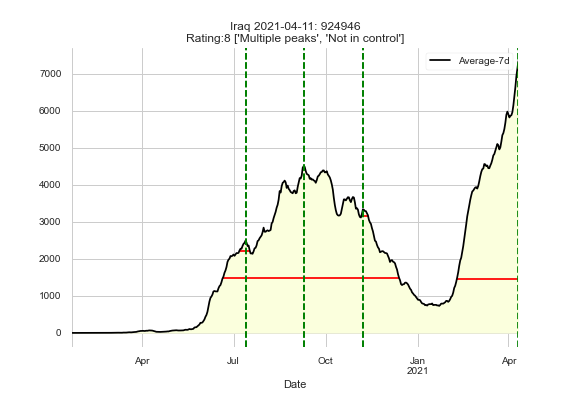 Iraq 2021-04-11: 924946
Rating:8 ['Multiple peaks', 'Not in control']
Average-7d
7000
6000
5000
4000
3000
2000
1000
0
Apr Jul Oct Jan Apr
2021
Date